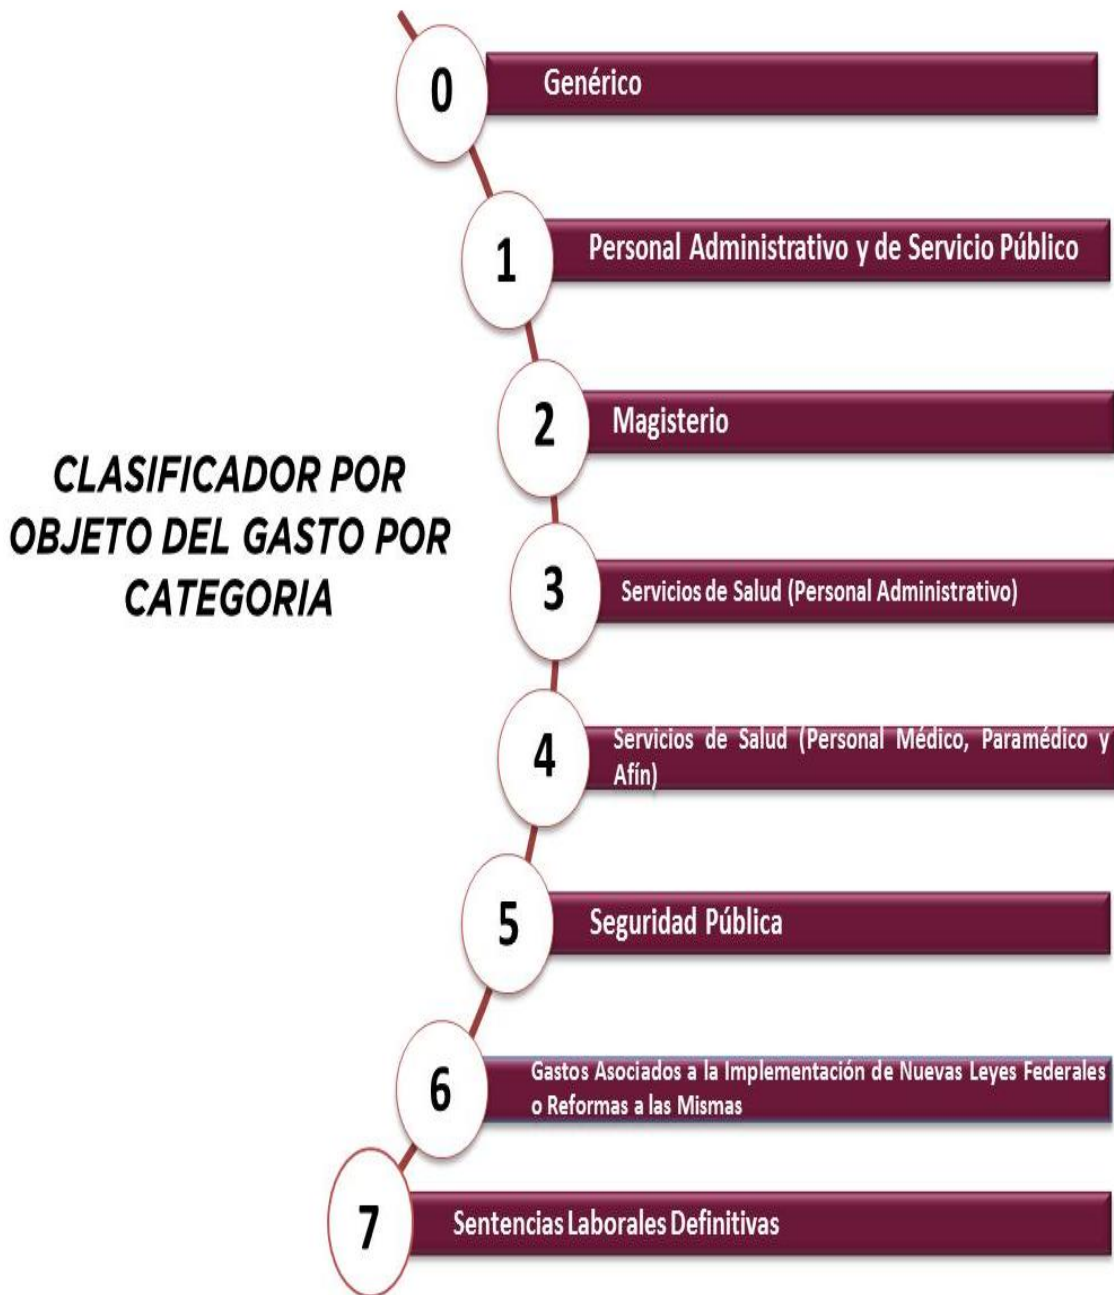 CLASIFICADOR POR
OBJETO DEL GASTO POR
CATEGORIA
0
Genérico
1
Personal Administrativo y de Servicio Público
2
Magisterio
3
Servicios de Salud (Personal Administrativo)
4
Servicios de Salud (Personal Médico, Paramédico y
Afín)
5
Seguridad Pública
6
Gastos Asociados a la Implementación de Nuevas Leyes Federales
o Reformas a las Mismas
7
Sentencias Laborales Definitivas